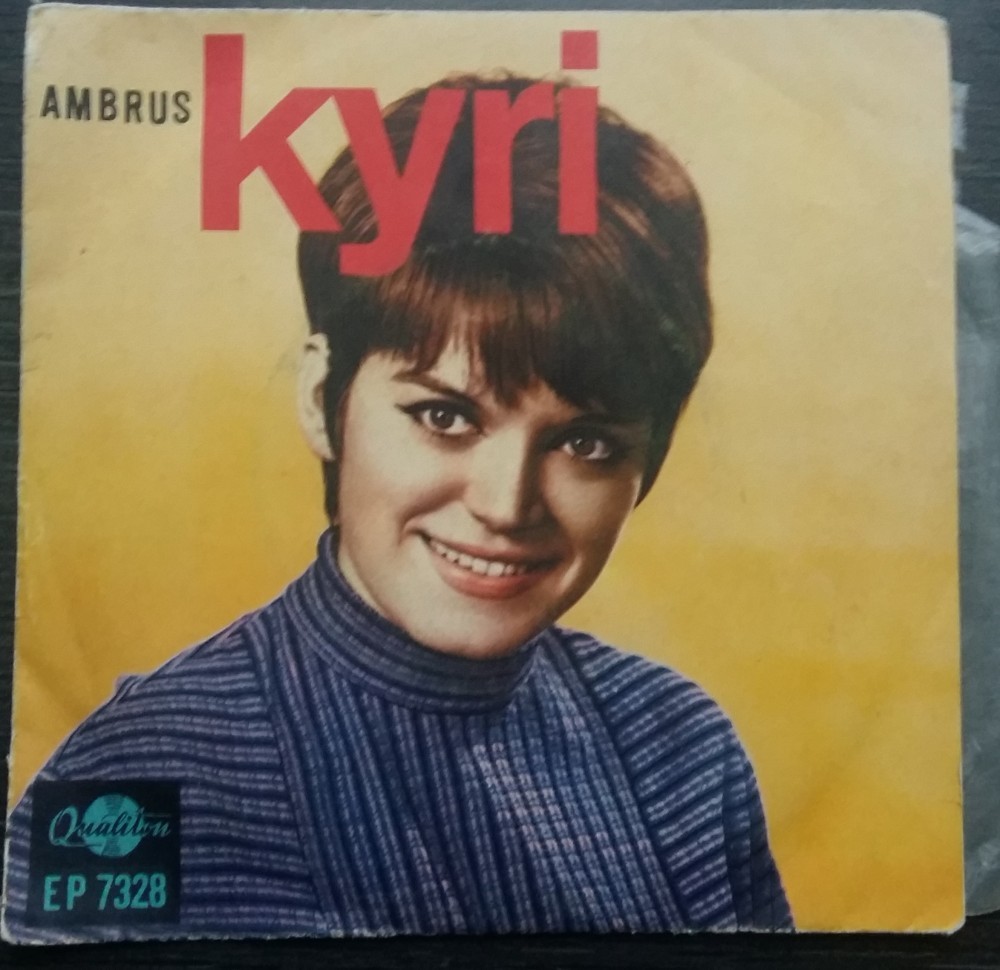 AMBRUS kyri
Qualiton
EP 7328